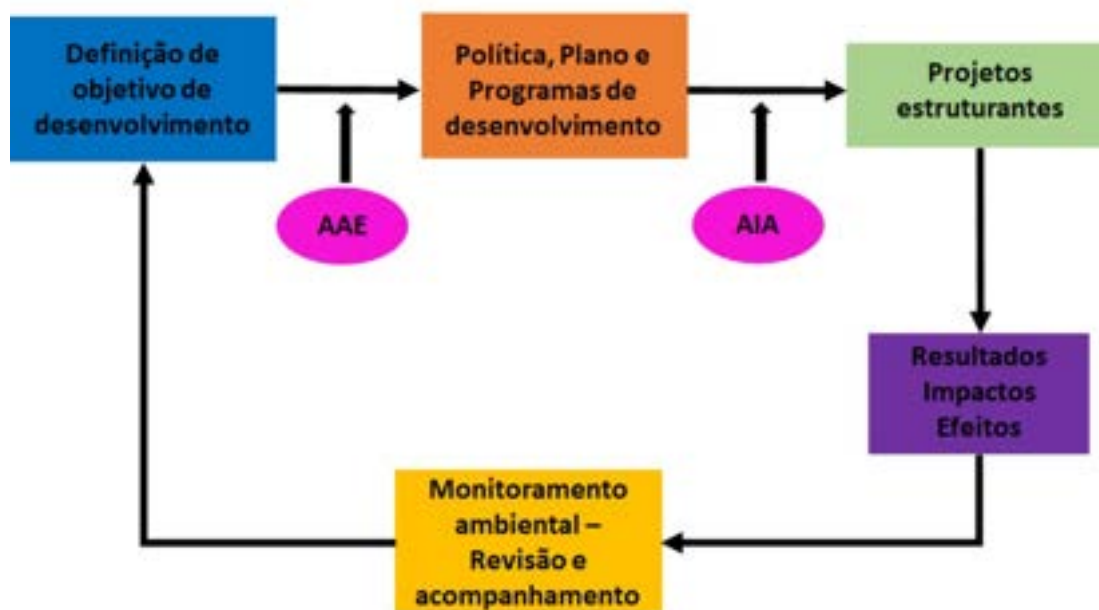 Definição de
objetivo de
desenvolvimento
Política, Plano e
Programas de
desenvolvimento
Projetos
estruturantes
AAE
AIA
Resultados
Impactos
Efeitos
Monitoramento
ambiental –
Revisão e
acompanhamento